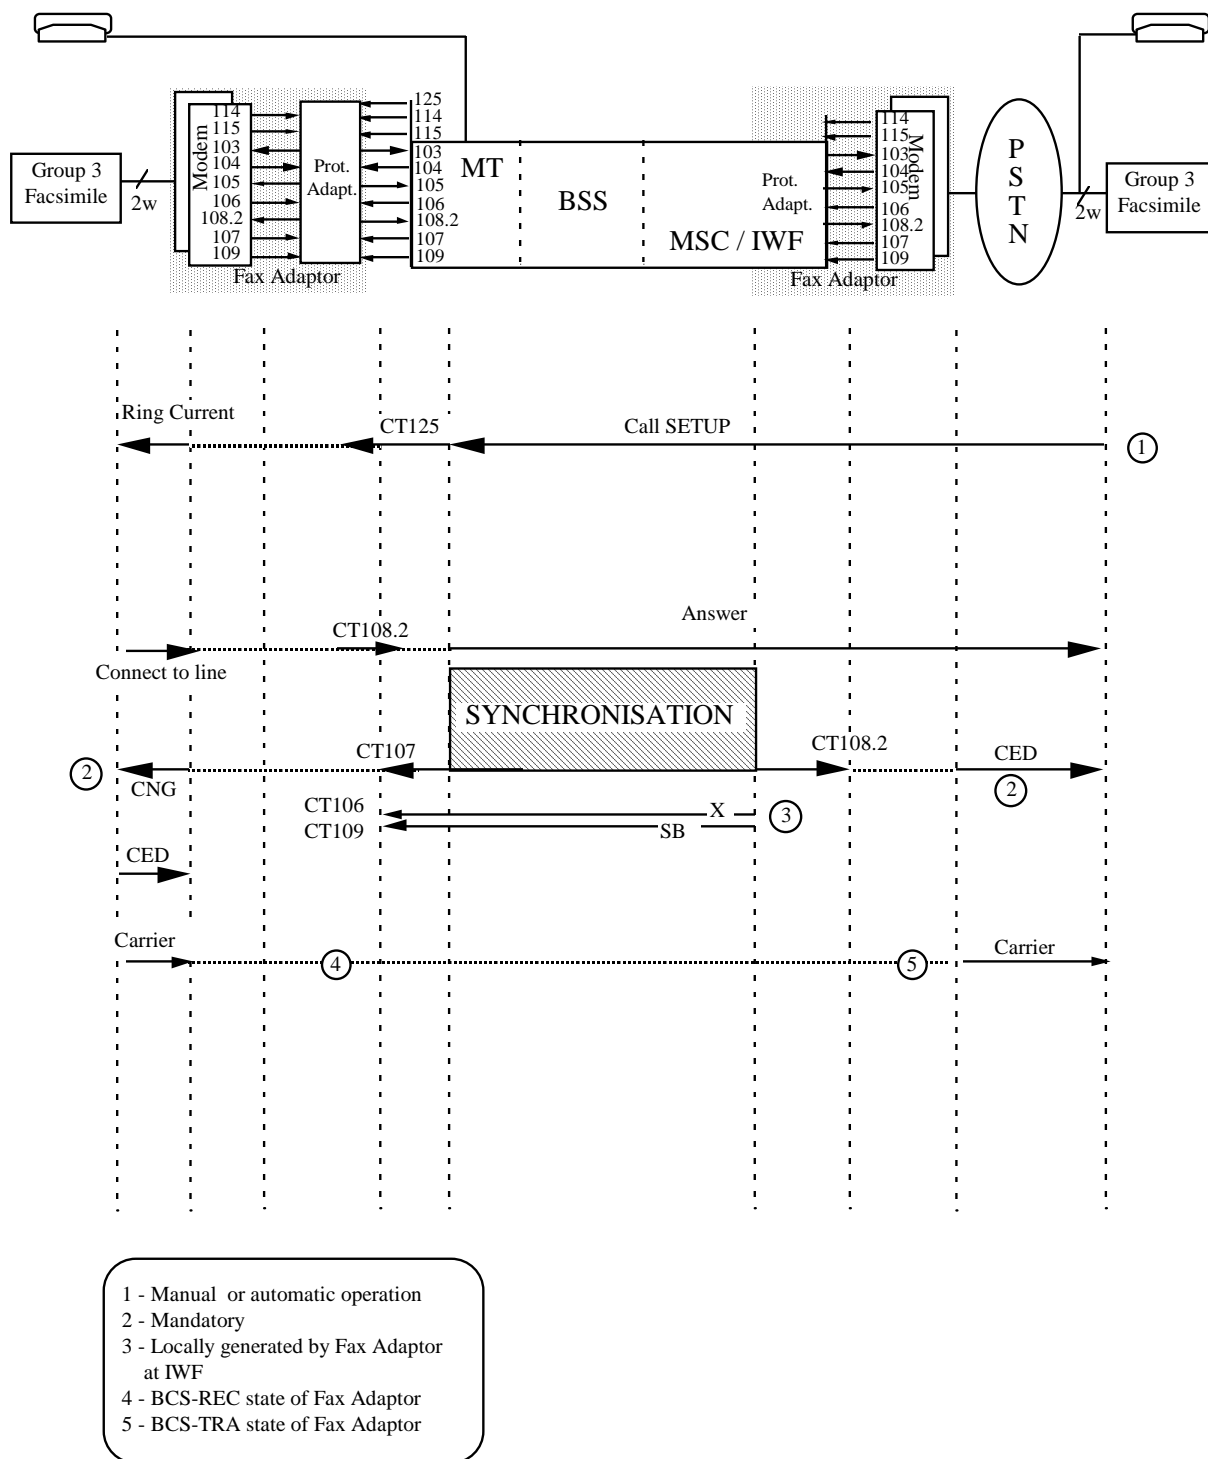 125
114
115
103
104
105
106
108.2
107
109
114
115
103
104
105
106
108.2
107
109
Modem
Prot.
Adapt.
Group 3
Facsimile
2w
Fax Adaptor
MT
BSS
MSC / IWF
Prot.
Adapt.
114
115
103
104
105
106
108.2
107
109
Modem
Fax Adaptor
P
S
T
N
2w
Group 3
Facsimile
Ring Current
CT125
Call SETUP
1
CT108.2
Answer
Connect to line
SYNCHRONISATION
CT107
CT108.2
CED
2
CNG
2
CT106
X
3
CT109
SB
CED
Carrier
4
5
Carrier
1 - Manual or automatic operation
2 - Mandatory
3 - Locally generated by Fax Adaptor
at IWF
4 - BCS-REC state of Fax Adaptor
5 - BCS-TRA state of Fax Adaptor